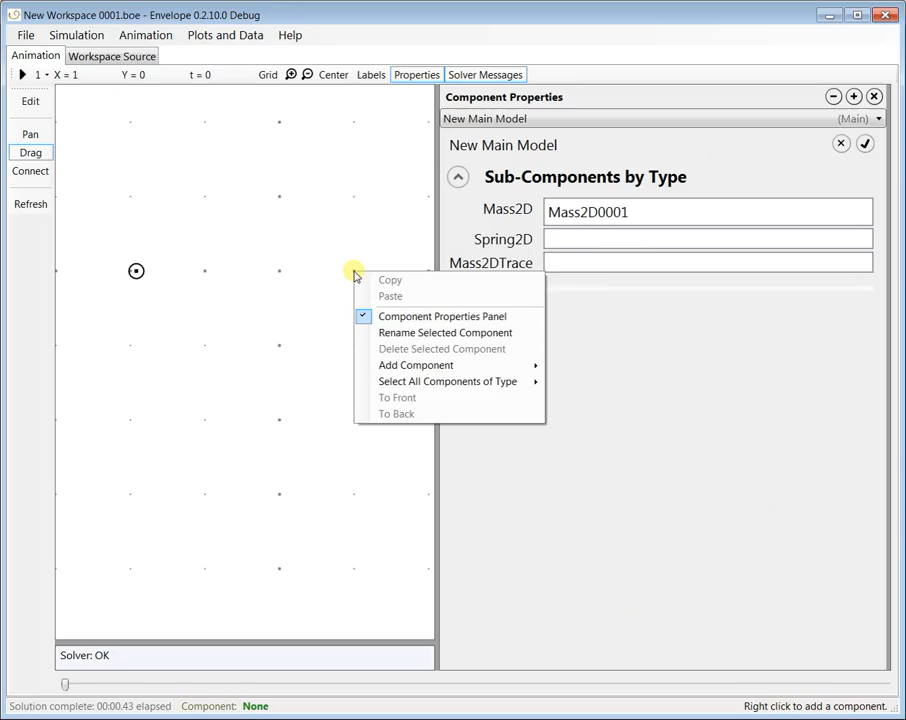 New Workspace 0001.boe - Envelope 0.2.10.0 Debug
File Simulation Animation Plots and Data Help
Animation Workspace Source
1 X = 1 Y = 0 t = 0 Grid Center Labels Properties Solver Messages
Edit
Pan
Drag
Connect
Refresh
Component Properties
New Main Model (Main)
New Main Model
Sub-Components by Type
Mass2D Mass2D0001
Spring2D
Mass2DTrace
Copy
Paste
Component Properties Panel
Rename Selected Component
Delete Selected Component
Add Component
Select All Components of Type
To Front
To Back
Solver: OK
Solution complete: 00:00.43 elapsed Component: None Right click to add a component.